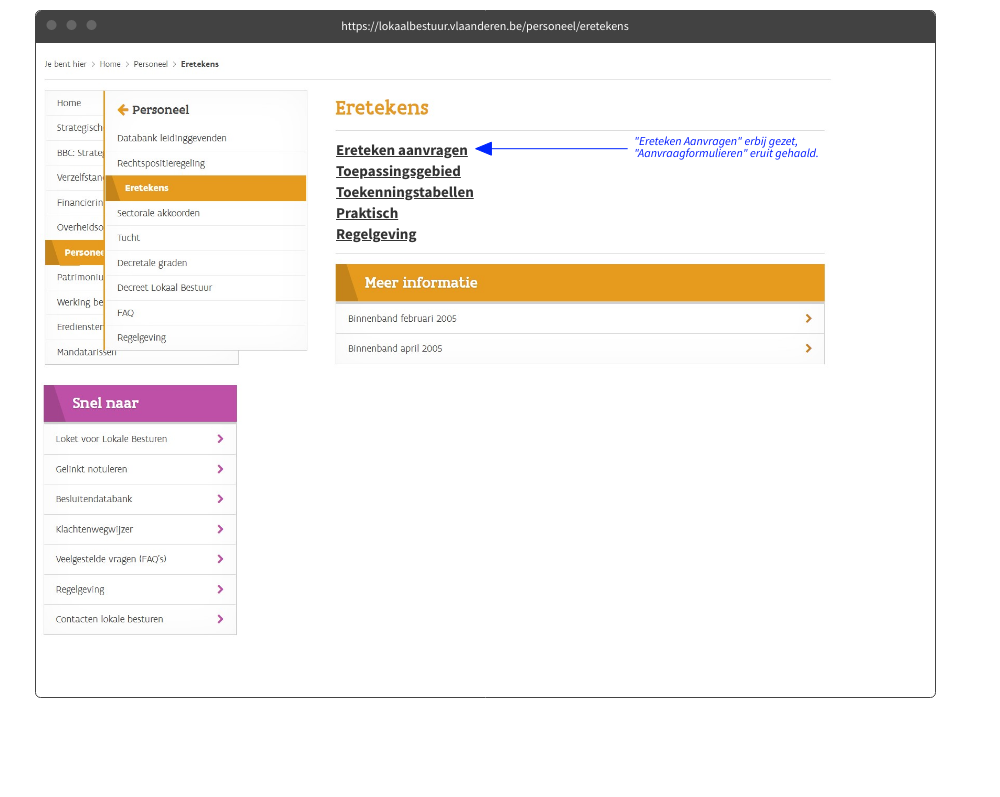 https://lokaalbestuur.vlaanderen.be/personeel/eretekens
Je bent hier > Home > Personeel > Eretekens
Home
Strategisch
BBC: Strateg
Verzelfstan
Financierin
Overheidso
Personee
Patrimoniu
Werking be
Erediensten
Mandatarissen
Personeel
Databank leidinggevenden
Rechtspositieregeling
Eretekens
Sectorale akkoorden
Tucht
Decretale graden
Decreet Lokaal Bestuur
FAQ
Regelgeving
Eretekens
Ereteken aanvragen
Toepassingsgebied
Toekenningstabellen
Praktisch
Regelgeving
"Ereteken Aanvragen" erbij gezet,
"Aanvraagformulieren" eruit gehaald.
Meer informatie
Binnenband februari 2005
Binnenband april 2005
Snel naar
Loket voor Lokale Besturen
Gelinkt notuleren
Besluitendatabank
Klachtenwegwijzer
Veelgestelde vragen (FAQ's)
Regelgeving
Contacten lokale besturen